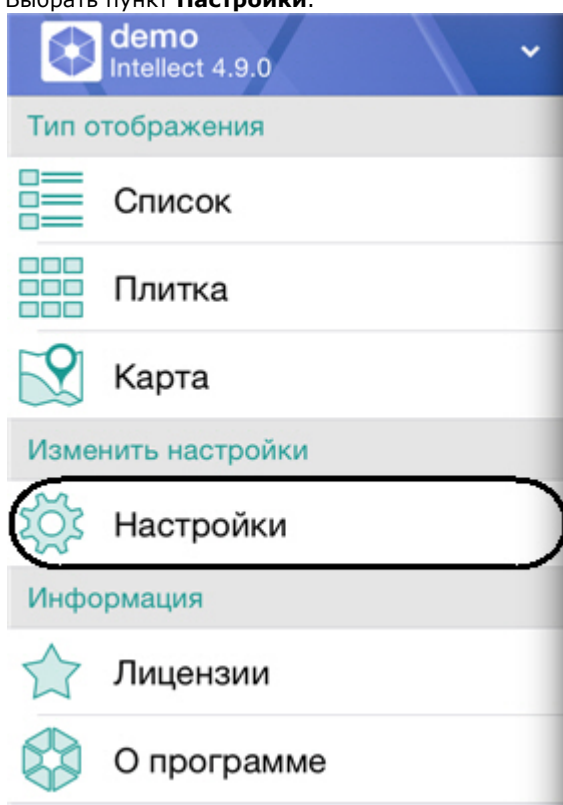 Выбрать пункт Настройки.
demo
Intellect 4.9.0
Тип отображения
Список
Плитка
Карта
Изменить настройки
Настройки
Информация
Лицензии
О программе